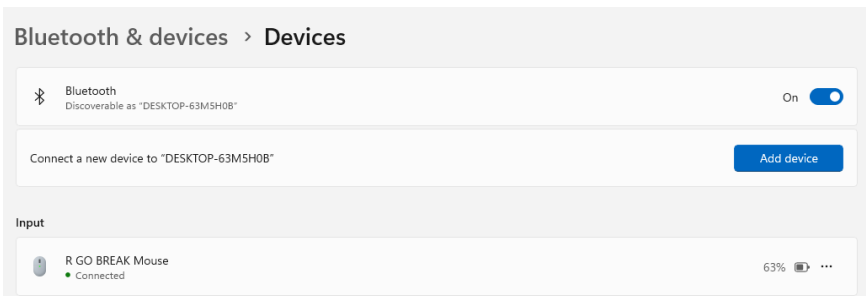 Bluetooth & devices > Devices
Bluetooth
Discoverable as "DESKTOP-63M5H0B"
On
Connect a new device to "DESKTOP-63M5H0B"
Add device
Input
R GO BREAK Mouse
Connected
63%